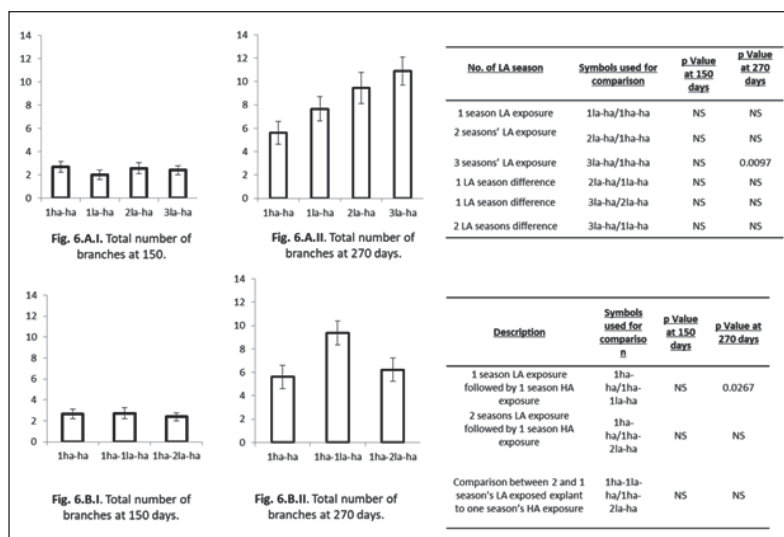 14
12
10
8
6
4
2
0
1ha-ha 1la-ha 2la-ha 3la-ha
Fig. 6.A.I. Total number of
branches at 150.
14
12
10
8
6
4
2
0
1ha-ha 1la-ha 2la-ha 3la-ha
Fig. 6.A.II. Total number of
branches at 270 days.
No. of LA season Symbols used for comparison p Value at 150 days p Value at 270 days
1 season LA exposure 1la-ha/1ha-ha NS NS
2 seasons' LA exposure 2la-ha/1ha-ha NS NS
3 seasons' LA exposure 3la-ha/1ha-ha NS 0.0097
1 LA season difference 2la-ha/1la-ha NS NS
1 LA season difference 3la-ha/2la-ha NS NS
2 LA seasons difference 3la-ha/1la-ha NS NS
14
12
10
8
6
4
2
0
1ha-ha 1ha-1la-ha 1ha-2la-ha
Fig. 6.B.I. Total number of
branches at 150 days.
14
12
10
8
6
4
2
0
1ha-ha 1ha-1la-ha 1ha-2la-ha
Fig. 6.B.II. Total number of
branches at 270 days.
Description Symbols used for compariso n p Value at 150 days p Value at 270 days
1 season LA exposure followed by 1 season HA exposure 1ha-ha/1ha-1la-ha NS 0.0267
2 seasons LA exposure followed by 1 season HA exposure 1ha-ha/1ha-2la-ha NS NS
Comparison between 2 and 1 season's LA exposed explant to one season's HA exposure 1ha-1la-ha/1ha-2la-ha NS NS